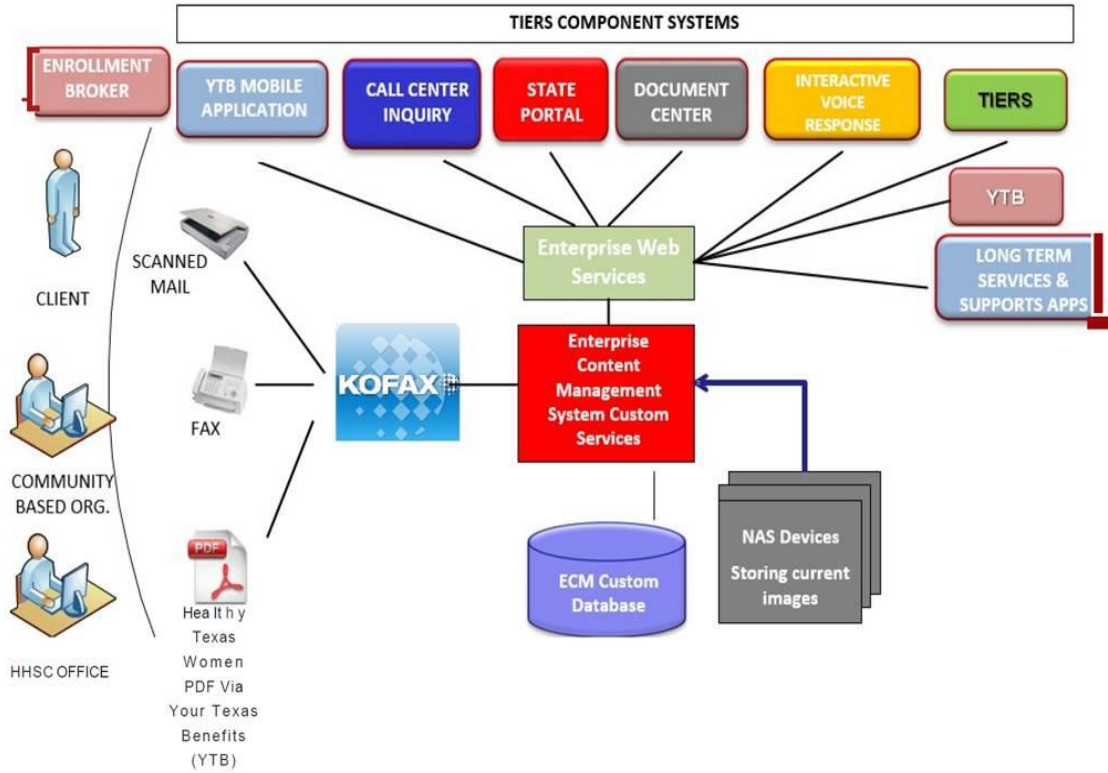 TIERS COMPONENT SYSTEMS
ENROLLMENT
BROKER
YTB MOBILE
APPLICATION
CALL CENTER
INQUIRY
STATE
PORTAL
DOCUMENT
CENTER
INTERACTIVE
VOICE
RESPONSE
TIERS
YTB
LONG TERM
SERVICES &
SUPPORTS APPS
Enterprise Web
Services
CLIENT
SCANNED
MAIL
KOFAX
Enterprise
Content
Management
System Custom
Services
FAX
COMMUNITY
BASED ORG.
NAS Devices
Storing current
images
ECM Custom
Database
HHSC OFFICE
PDF
Healthy
Texas
Women
PDF Via
Your Texas
Benefits
(YTB)